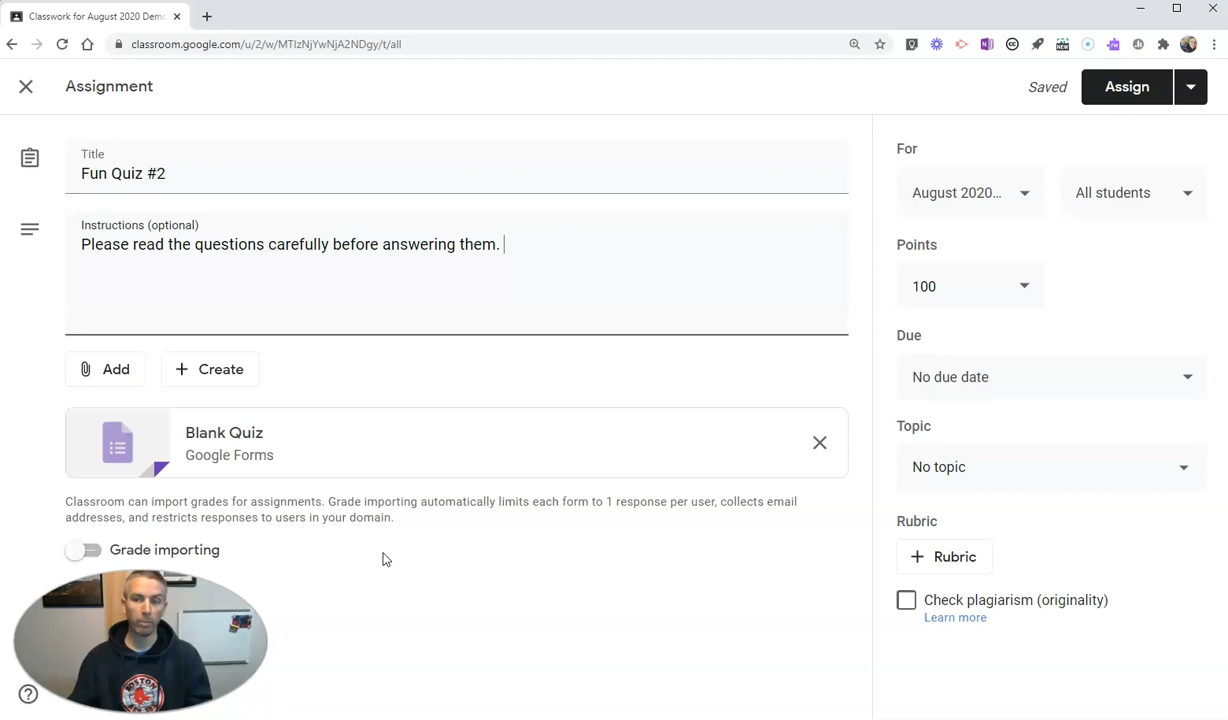 Classwork for August 2020 Demo
classroom.google.com/u/2/w/MTIzNjYwNjA2NDgy/t/all
Assignment
Saved
Assign
Title
Fun Quiz #2
Instructions (optional)
Please read the questions carefully before answering them.
Add
Create
Blank Quiz
Google Forms
Classroom can import grades for assignments. Grade importing automatically limits each form to 1 response per user, collects email
addresses, and restricts responses to users in your domain.
Grade importing
For
August 2020...
All students
Points
100
Due
No due date
Topic
No topic
Rubric
Rubric
Check plagiarism (originality)
Learn more